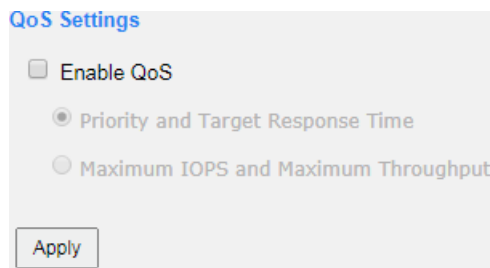 QoS Settings
Enable QoS
Priority and Target Response Time
Maximum IOPS and Maximum Throughput
Apply